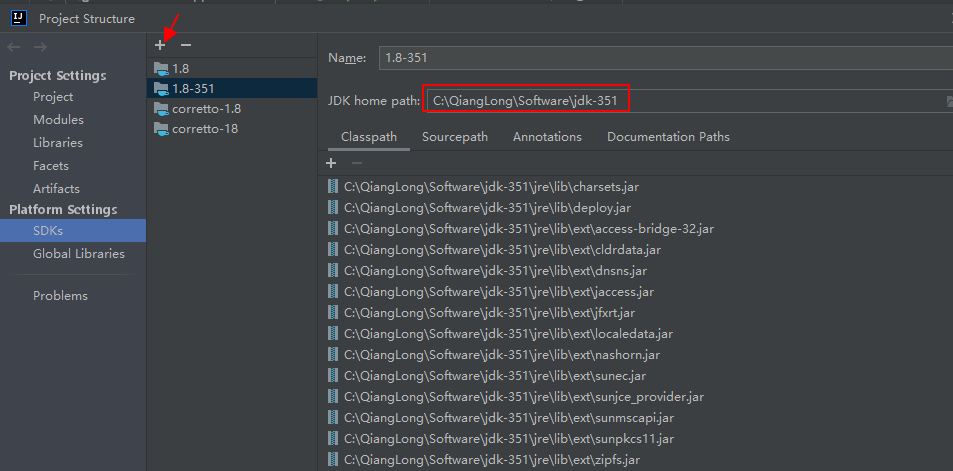 IJ Project Structure
Project Settings
Project
Modules
Libraries
Facets
Artifacts
Platform Settings
SDKs
Global Libraries
Problems
1.8
1.8-351
corretto-1.8
corretto-18
Name: 1.8-351
JDK home path: C:\QiangLong\Software\jdk-351
Classpath Sourcepath Annotations Documentation Paths
C:\QiangLong\Software\jdk-351\jre\lib\charsets.jar
C:\QiangLong\Software\jdk-351\jre\lib\deploy.jar
C:\QiangLong\Software\jdk-351\jre\lib\ext\access-bridge-32.jar
C:\QiangLong\Software\jdk-351\jre\lib\ext\cldrdata.jar
C:\QiangLong\Software\jdk-351\jre\lib\ext\dnsns.jar
C:\QiangLong\Software\jdk-351\jre\lib\ext\jaccess.jar
C:\QiangLong\Software\jdk-351\jre\lib\ext\jfxrt.jar
C:\QiangLong\Software\jdk-351\jre\lib\ext\localedata.jar
C:\QiangLong\Software\jdk-351\jre\lib\ext\nashorn.jar
C:\QiangLong\Software\jdk-351\jre\lib\ext\sunec.jar
C:\QiangLong\Software\jdk-351\jre\lib\ext\sunjce_provider.jar
C:\QiangLong\Software\jdk-351\jre\lib\ext\sunmscapi.jar
C:\QiangLong\Software\jdk-351\jre\lib\ext\sunpkcs11.jar
C:\QiangLong\Software\jdk-351\jre\lib\ext\zipfs.jar